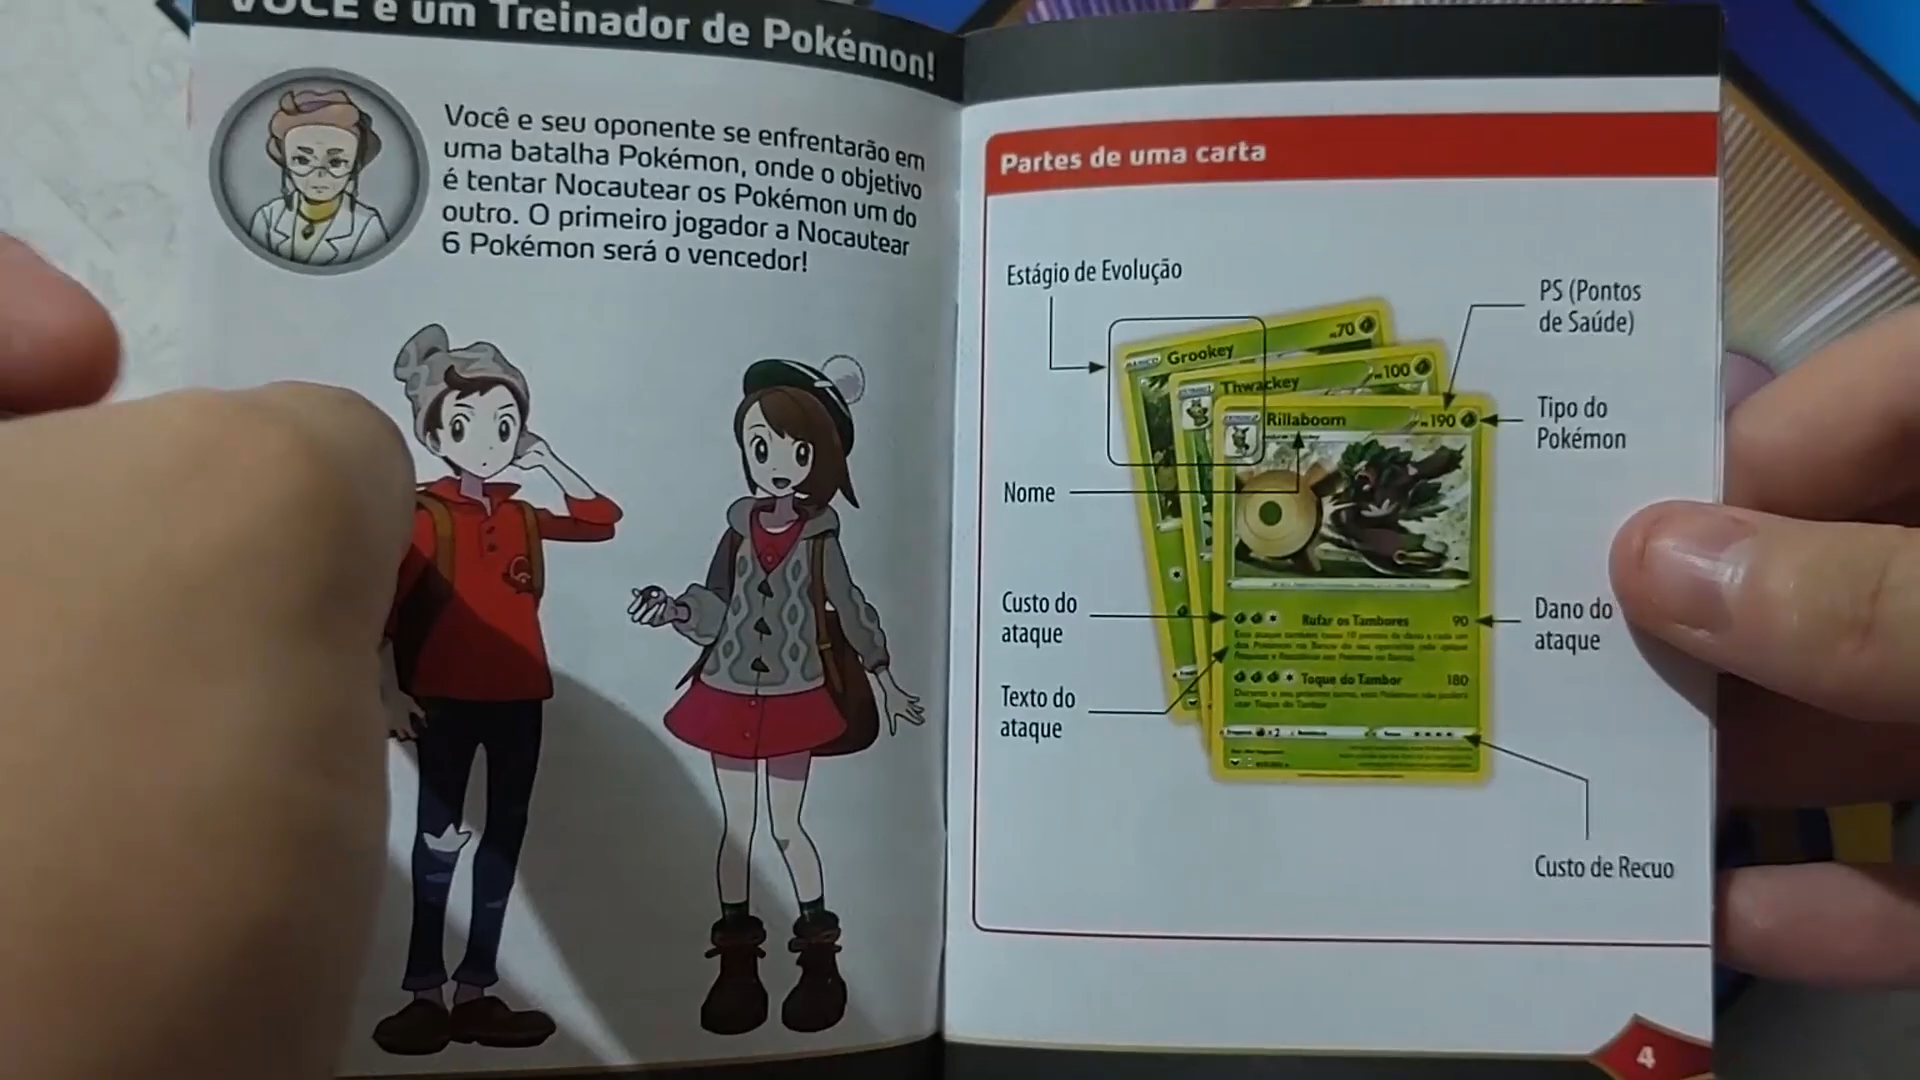 VOCÊ é um Treinador de Pokémon!
Você e seu oponente se enfrentarão em
uma batalha Pokémon, onde o objetivo
é tentar Nocautear os Pokémon um do
outro. O primeiro jogador a Nocautear
6 Pokémon será o vencedor!
Partes de uma carta
Estágio de Evolução
PS (Pontos
de Saúde)
Tipo do
Pokémon
Nome
Custo do
ataque
Dano do
ataque
Texto do
ataque
Custo de Recuo
Grookey
70
Thwackey
100
Rillaboom
190
Rufar os Tambores 90
Toque do Tambor 180
x2
4